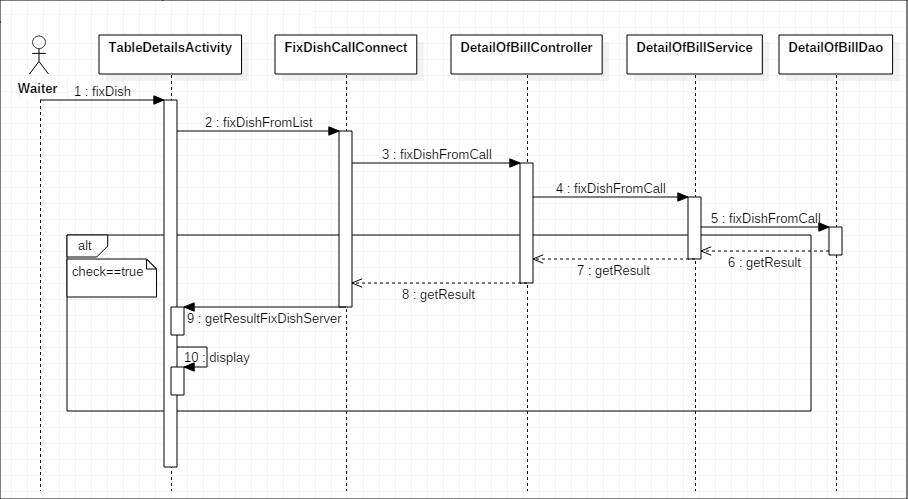 TableDetailsActivity
FixDishCallConnect
DetailOfBillController
DetailOfBillService
DetailOfBillDao
Waiter
1 : fixDish
2 : fixDishFromList
3 : fixDishFromCall
4 : fixDishFromCall
5 : fixDishFromCall
alt
check==true
6 : getResult
7 : getResult
8 : getResult
9 : getResultFixDishServer
10 : display